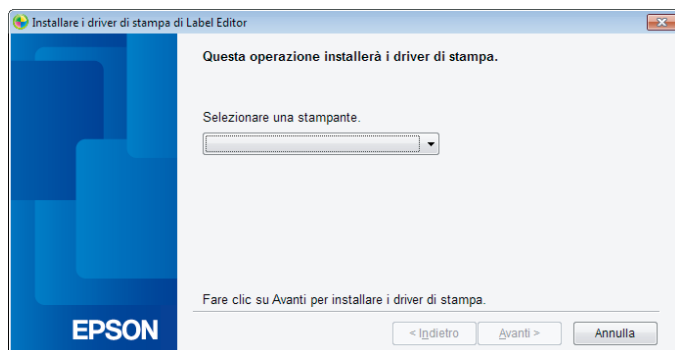 Installare i driver di stampa di Label Editor
Questa operazione installerà i driver di stampa.
Selezionare una stampante.
Fare clic su Avanti per installare i driver di stampa.
EPSON
< Indietro
Avanti >
Annulla